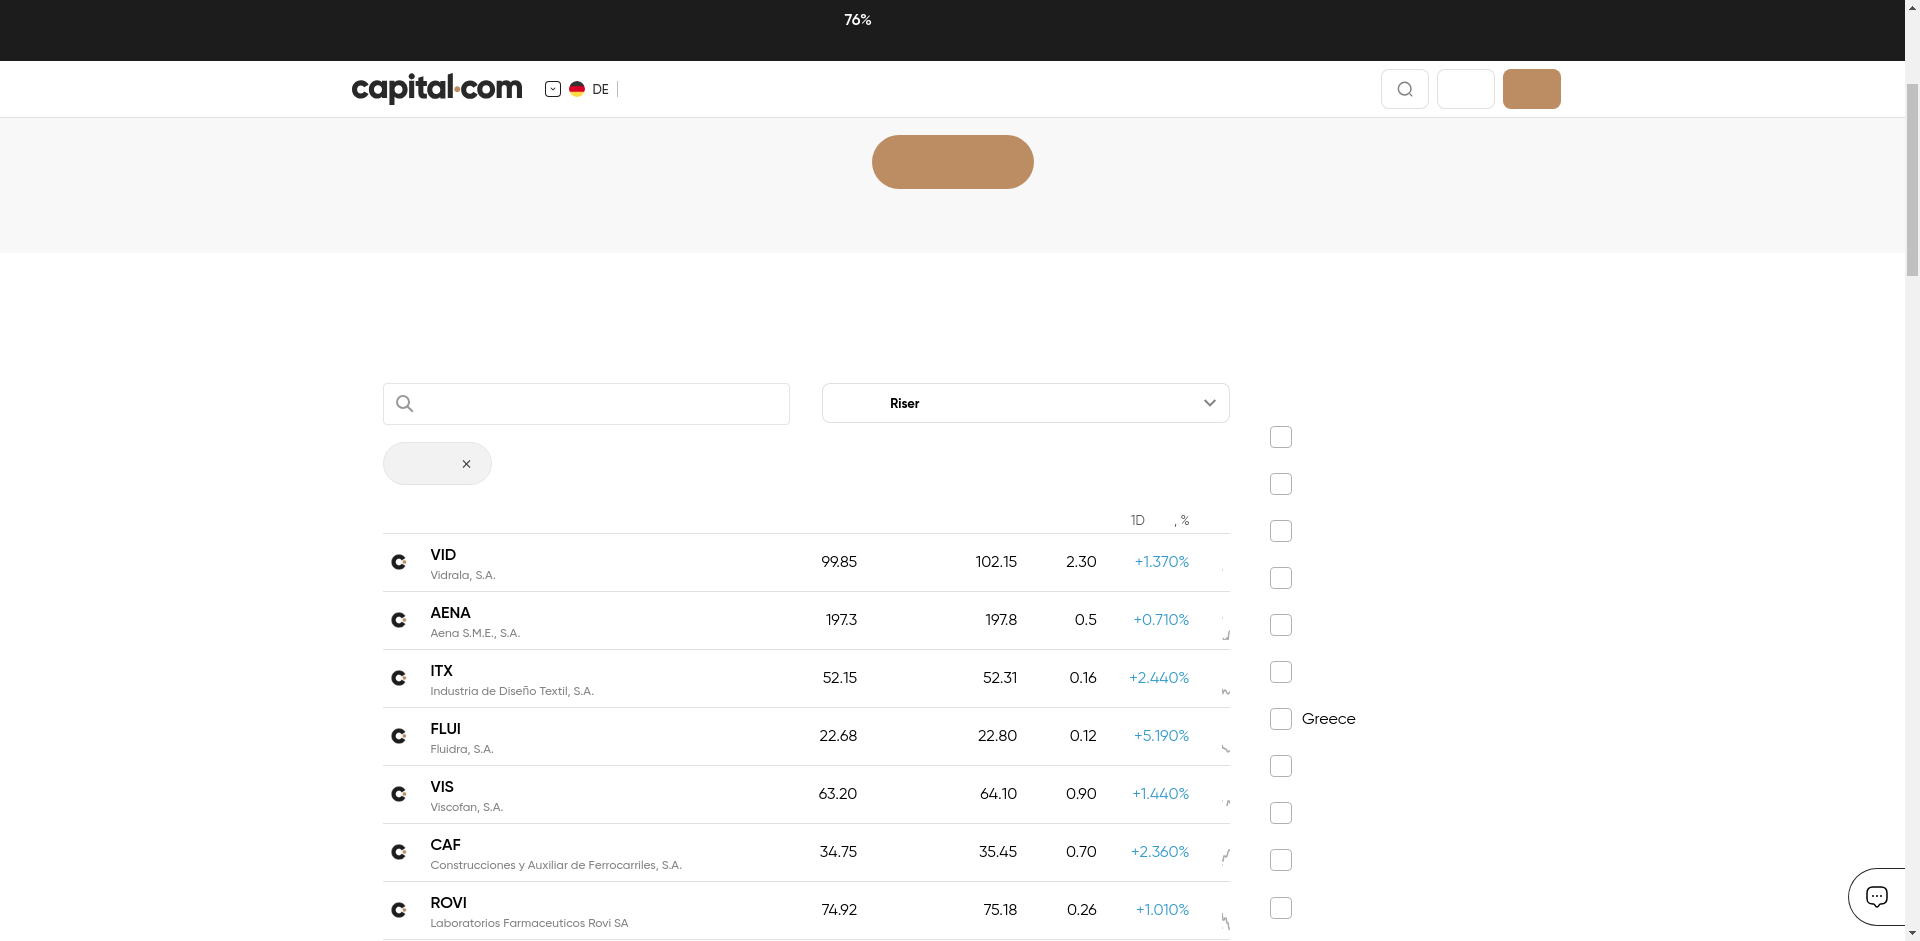 76%
capital.com
DE
Riser
1D , %
VID 99.85 102.15 2.30 +1.370%
Vidrala, S.A.
AENA 197.3 197.8 0.5 +0.710%
Aena S.M.E., S.A.
ITX 52.15 52.31 0.16 +2.440%
Industria de Diseño Textil, S.A.
FLUI 22.68 22.80 0.12 +5.190%
Fluidra, S.A.
Greece
VIS 63.20 64.10 0.90 +1.440%
Viscofan, S.A.
CAF 34.75 35.45 0.70 +2.360%
Construcciones y Auxiliar de Ferrocarriles, S.A.
ROVI 74.92 75.18 0.26 +1.010%
Laboratorios Farmaceuticos Rovi SA